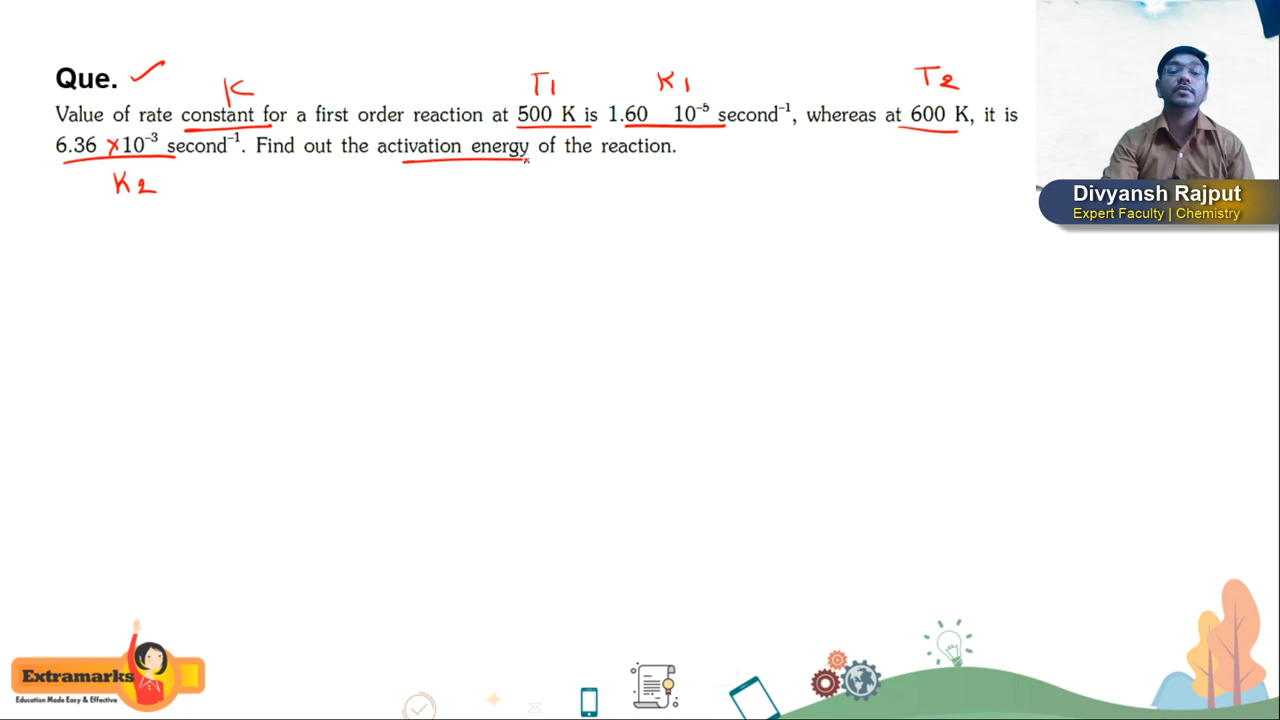 Que.
K T1 K1 T2
Value of rate constant for a first order reaction at 500 K is 1.60 10⁻⁵ second⁻¹, whereas at 600 K, it is
6.36 ×10⁻³ second⁻¹. Find out the activation energy of the reaction.
K2
Divyansh Rajput
Expert Faculty | Chemistry
Extramarks
Education Made Easy & Effective